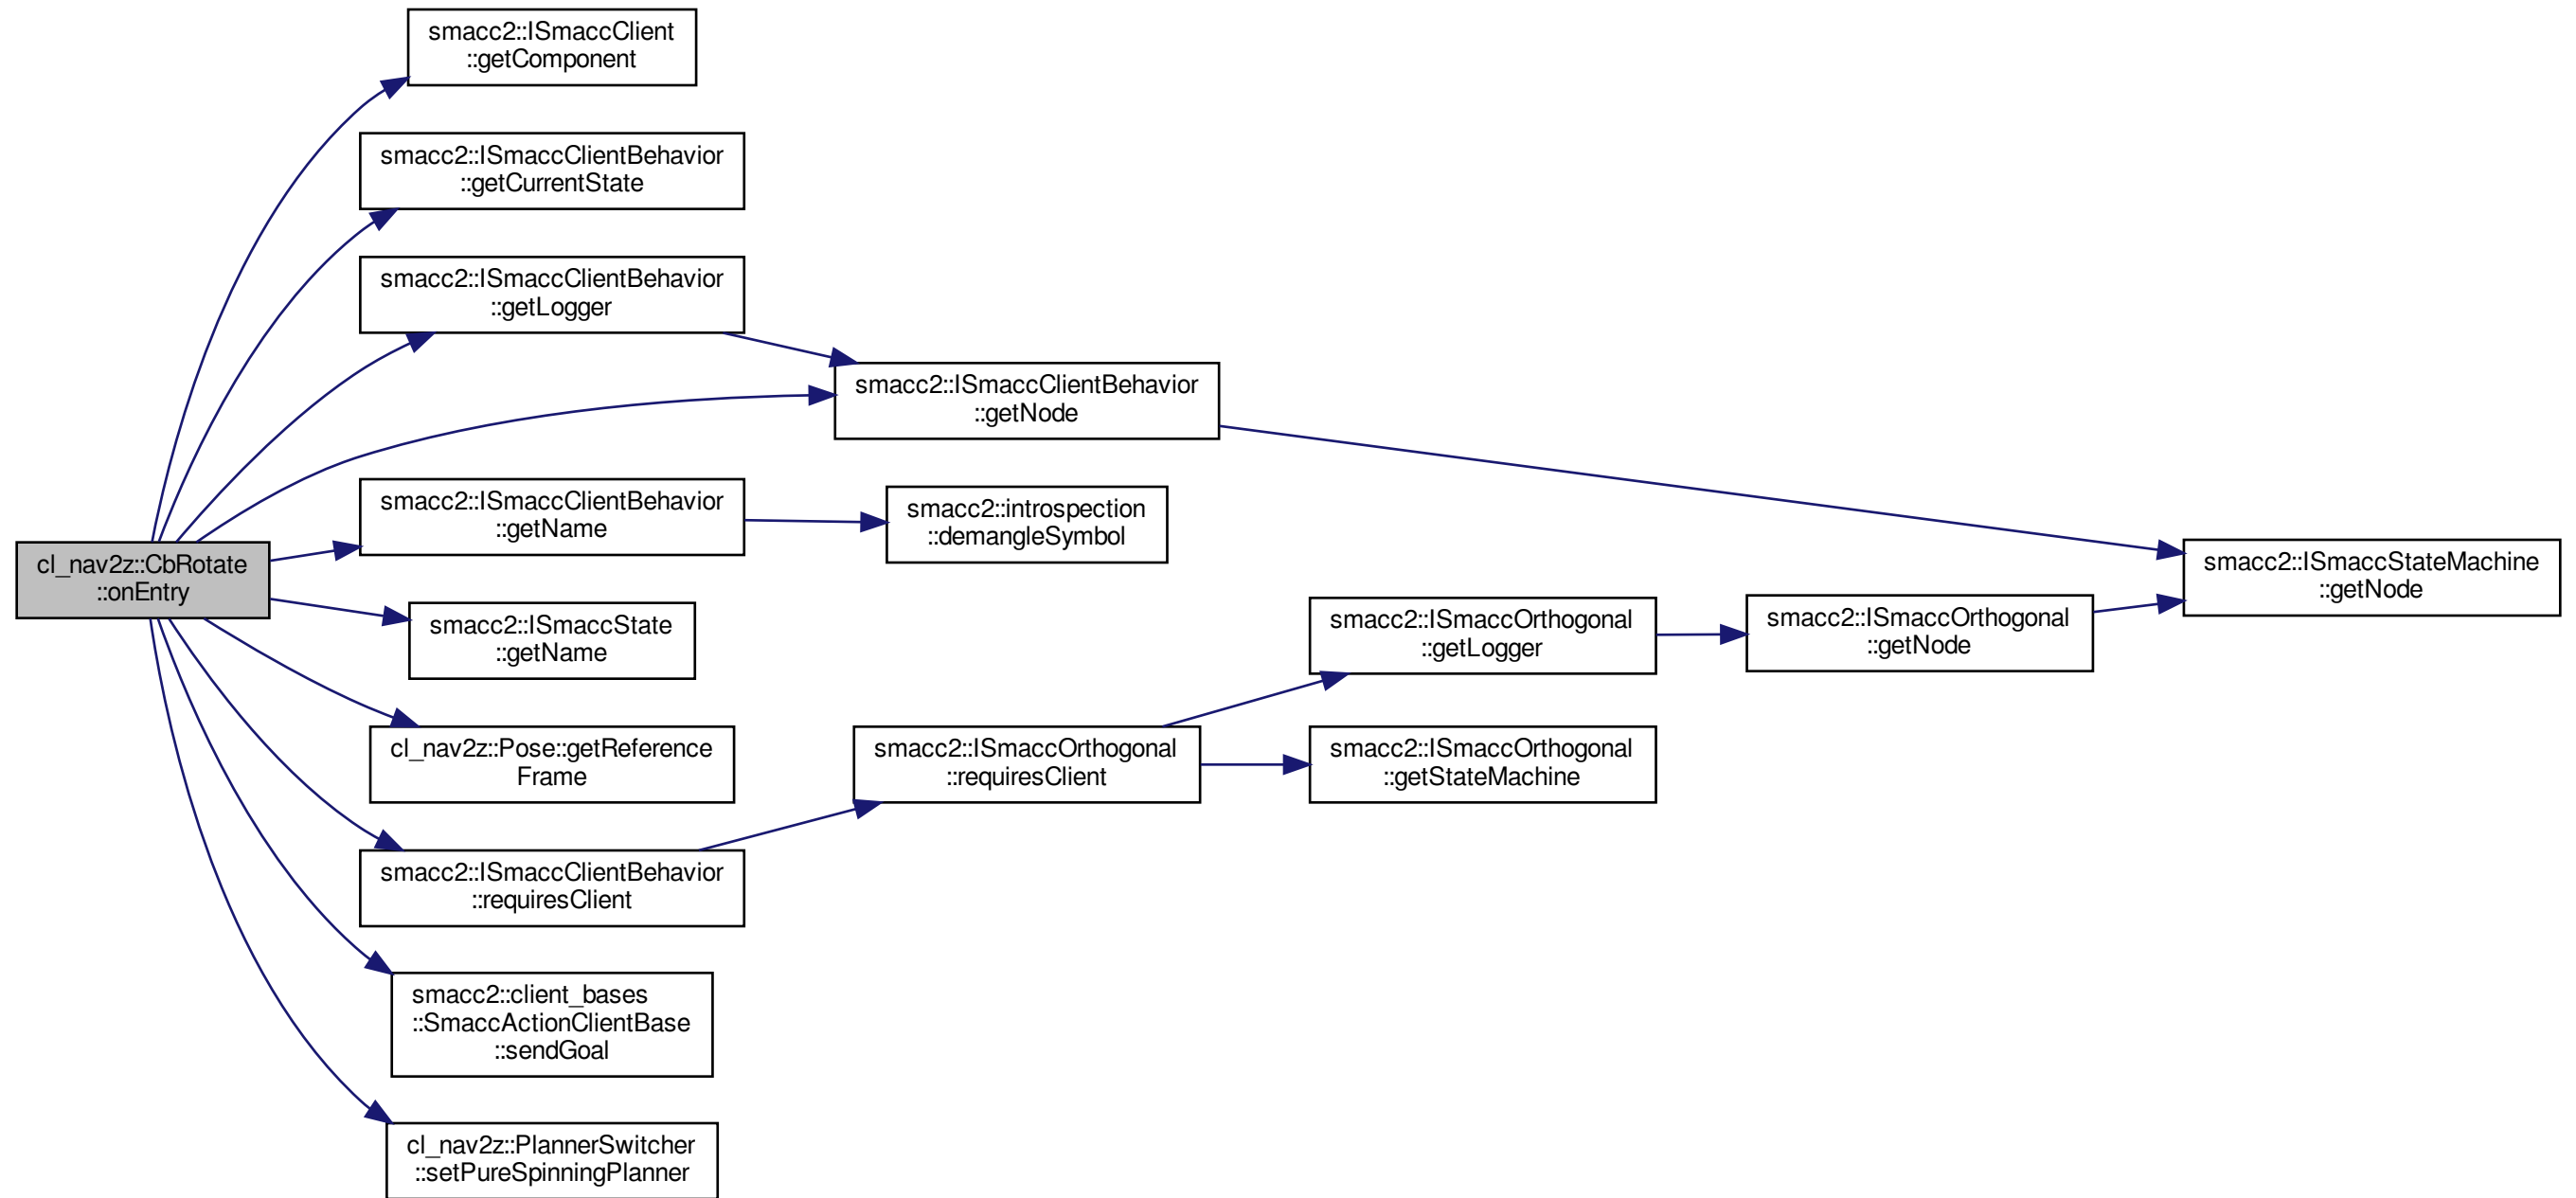 smacc2::ISmaccClient
::getComponent
smacc2::ISmaccClientBehavior
::getCurrentState
smacc2::ISmaccClientBehavior
::getLogger
smacc2::ISmaccClientBehavior
::getNode
smacc2::ISmaccClientBehavior
::getName
smacc2::introspection
::demangleSymbol
cl_nav2z::CbRotate
::onEntry
smacc2::ISmaccStateMachine
::getNode
smacc2::ISmaccState
::getName
smacc2::ISmaccOrthogonal
::getLogger
smacc2::ISmaccOrthogonal
::getNode
cl_nav2z::Pose::getReference
Frame
smacc2::ISmaccOrthogonal
::requiresClient
smacc2::ISmaccOrthogonal
::getStateMachine
smacc2::ISmaccClientBehavior
::requiresClient
smacc2::client_bases
::SmaccActionClientBase
::sendGoal
cl_nav2z::PlannerSwitcher
::setPureSpinningPlanner